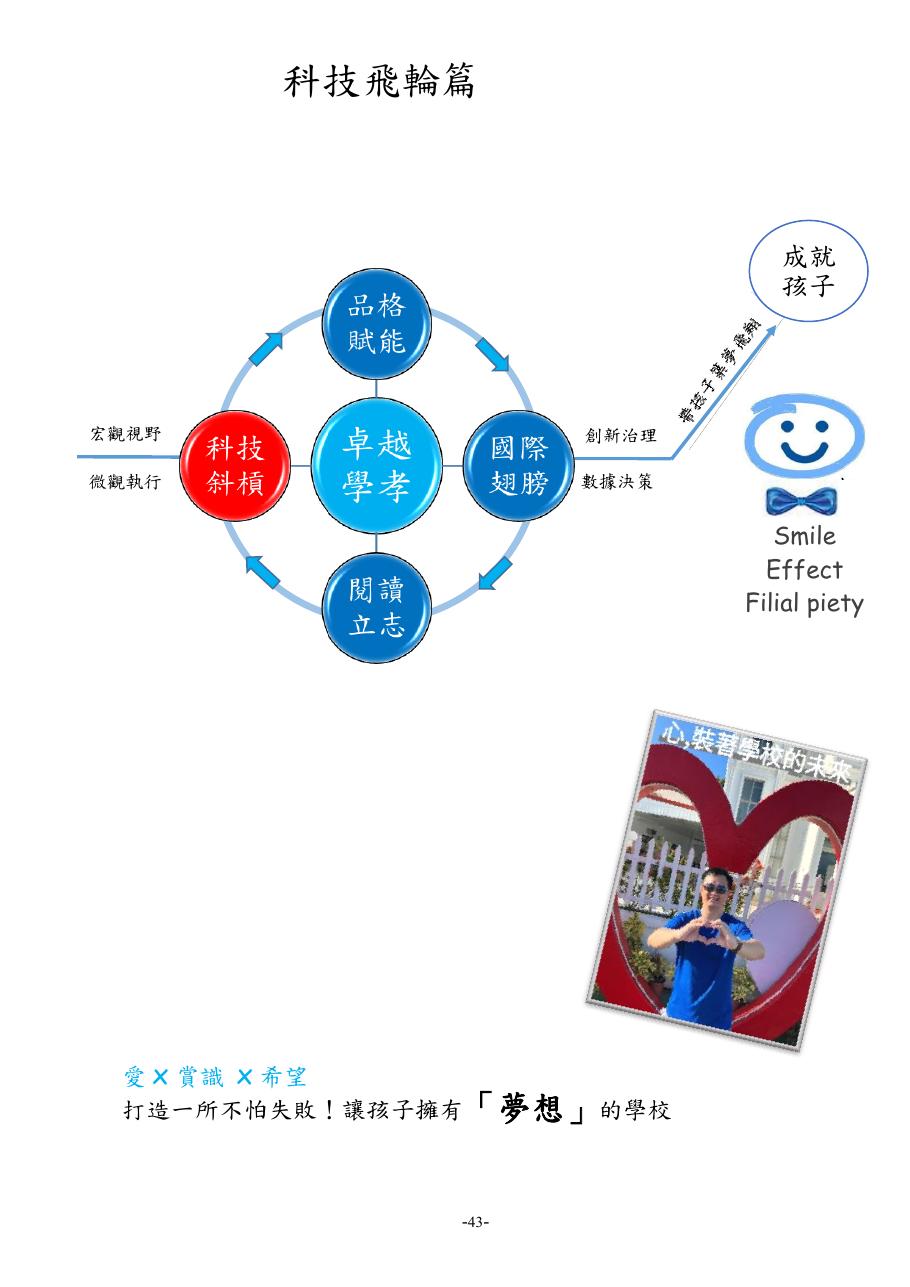 科技飛輪篇
成就
孩子
帶孩子築夢飛翔
品格
賦能
宏觀視野
微觀執行
科技
斜槓
卓越
學孝
國際
翅膀
創新治理
數據決策
閱讀
立志
Smile
Effect
Filial piety
心,裝著學校的未來
愛 X 賞識 X 希望
打造一所不怕失敗！讓孩子擁有「夢想」的學校
-43-